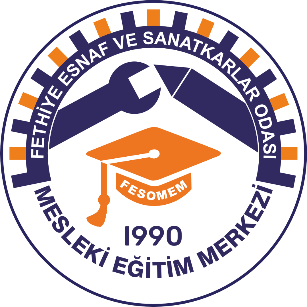 FETHİYE ESNAF VE SANATKARLAR ODASI
FESOMEM
1990
MESLEKİ EĞİTİM MERKEZİ